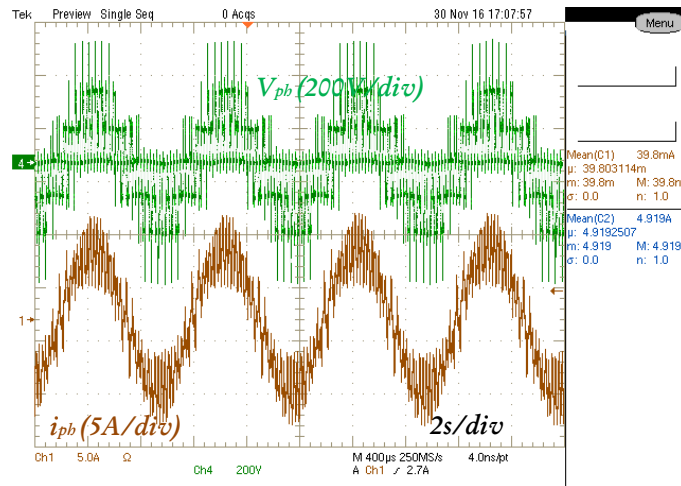 Tek Preview Single Seq 0 Acqs 30 Nov 16 17:07:57
Menu
Vph (200V/div)
4
Mean(C1) 39.8mA
μ: 39.803114m
m: 39.8m M: 39.8m
σ: 0.0 n: 1.0
Mean(C2) 4.919A
μ: 4.9192507
m: 4.919 M: 4.919
σ: 0.0 n: 1.0
1
iph (5A/div) 2s/div
Ch1 5.0A Ω M 400µs 250MS/s 4.0ns/pt
Ch4 200V A Ch1 ⁄ 2.7A